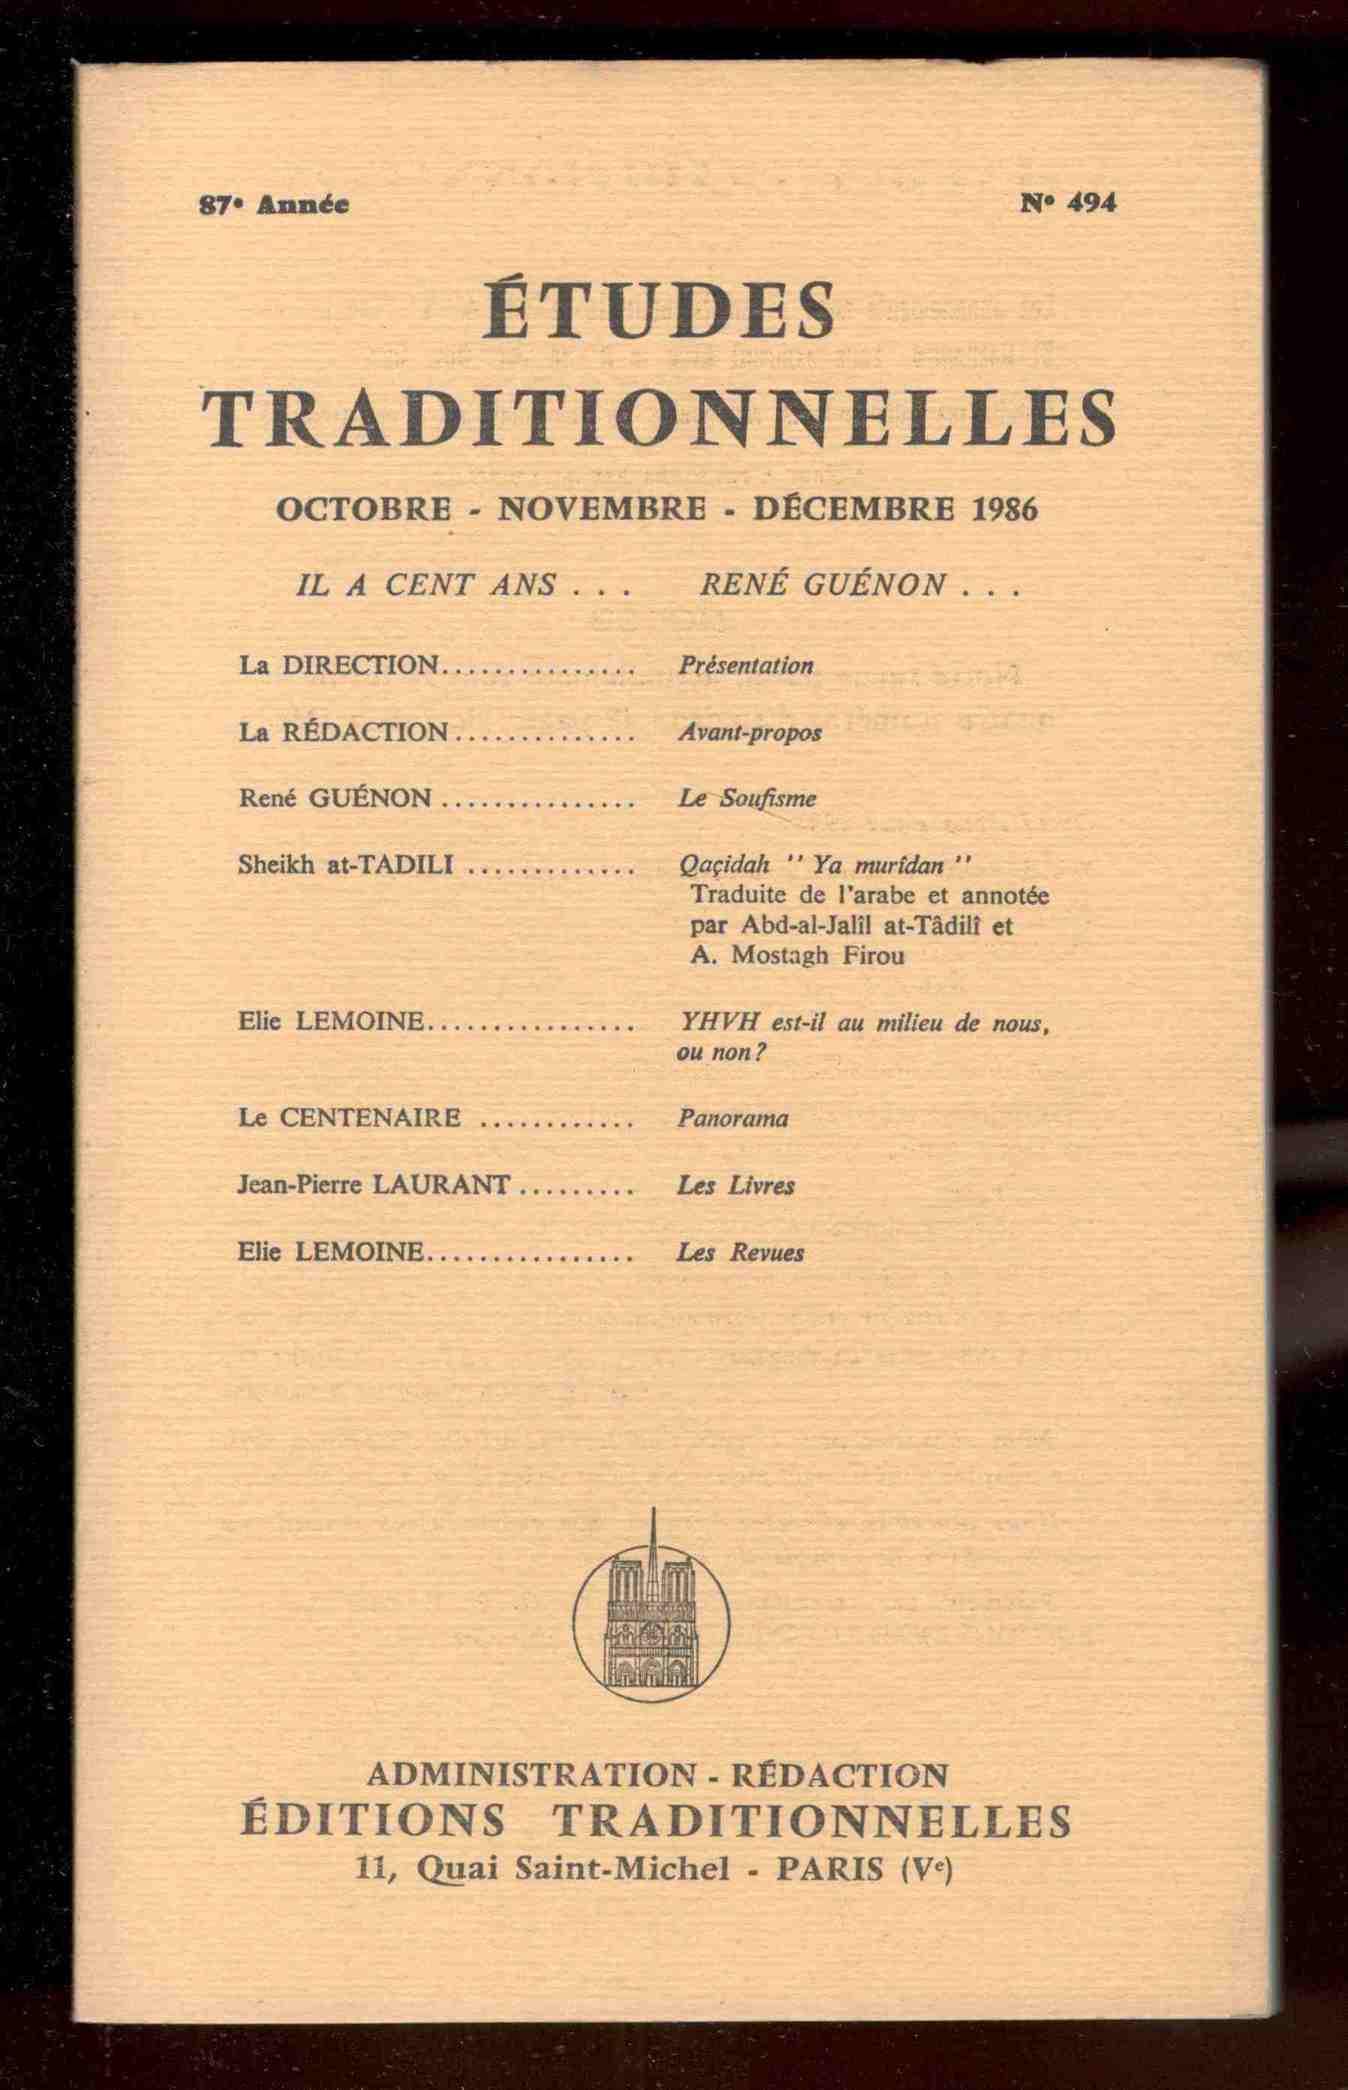 87e Année N° 494
ÉTUDES
TRADITIONNELLES
OCTOBRE - NOVEMBRE - DÉCEMBRE 1986
IL A CENT ANS . . . RENÉ GUÉNON . . .
La DIRECTION............... Présentation
La RÉDACTION.............. Avant-propos
René GUÉNON ............... Le Soufisme
Sheikh at-TADILI ............. Qaçidah '' Ya murîdan ''
Traduite de l'arabe et annotée
par Abd-al-Jalîl at-Tâdilî et
A. Mostagh Firou
Elie LEMOINE................ YHVH est-il au milieu de nous,
ou non?
Le CENTENAIRE ............ Panorama
Jean-Pierre LAURANT......... Les Livres
Elie LEMOINE................ Les Revues
ADMINISTRATION - RÉDACTION
ÉDITIONS TRADITIONNELLES
11, Quai Saint-Michel - PARIS (Ve)